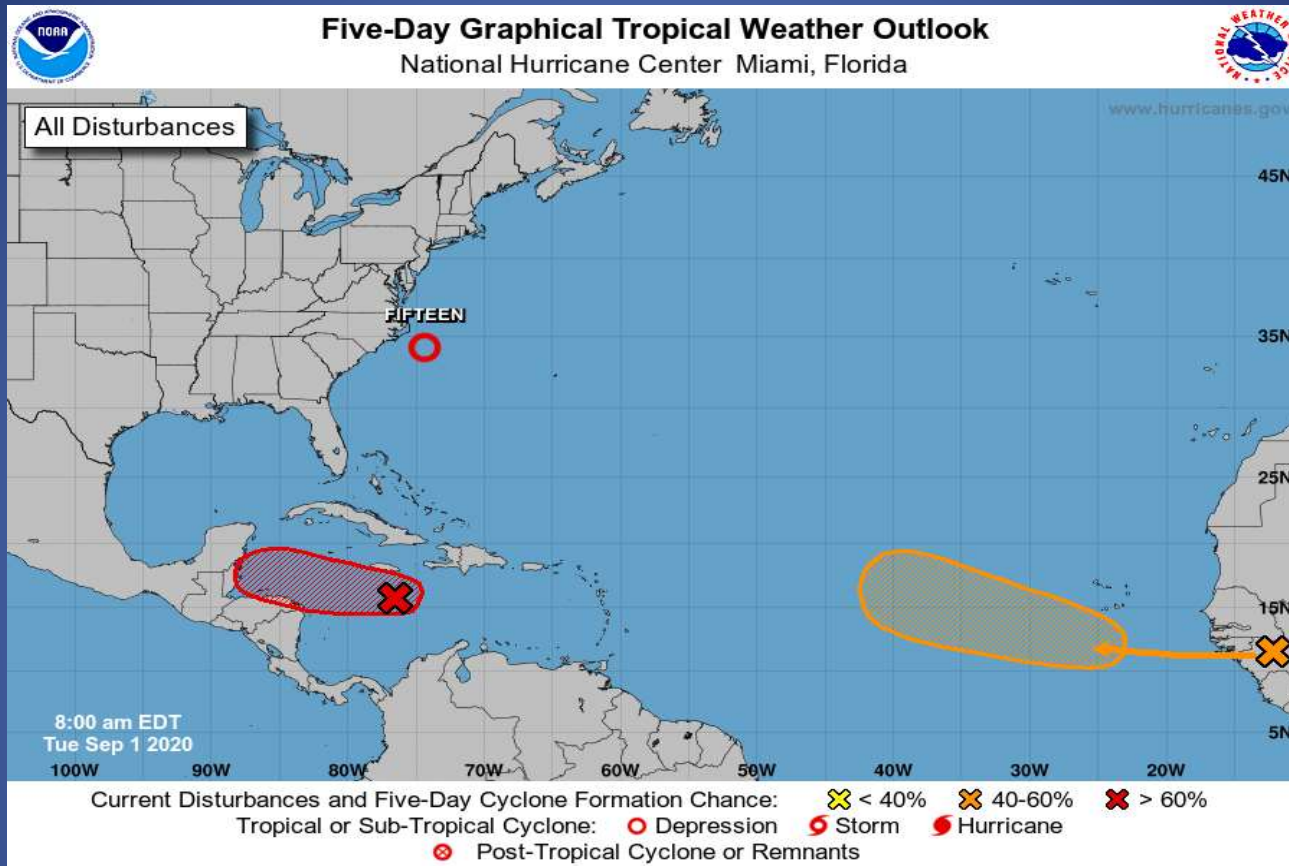 Five-Day Graphical Tropical Weather Outlook
National Hurricane Center Miami, Florida
NOAA
All Disturbances
www.hurricanes.gov
45N
FIFTEEN
35N
25N
15N
8:00 am EDT
Tue Sep 1 2020
5N
100W 90W 80W 70W 60W 50W 40W 30W 20W
Current Disturbances and Five-Day Cyclone Formation Chance: < 40% 40-60% > 60%
Tropical or Sub-Tropical Cyclone: Depression Storm Hurricane
Post-Tropical Cyclone or Remnants